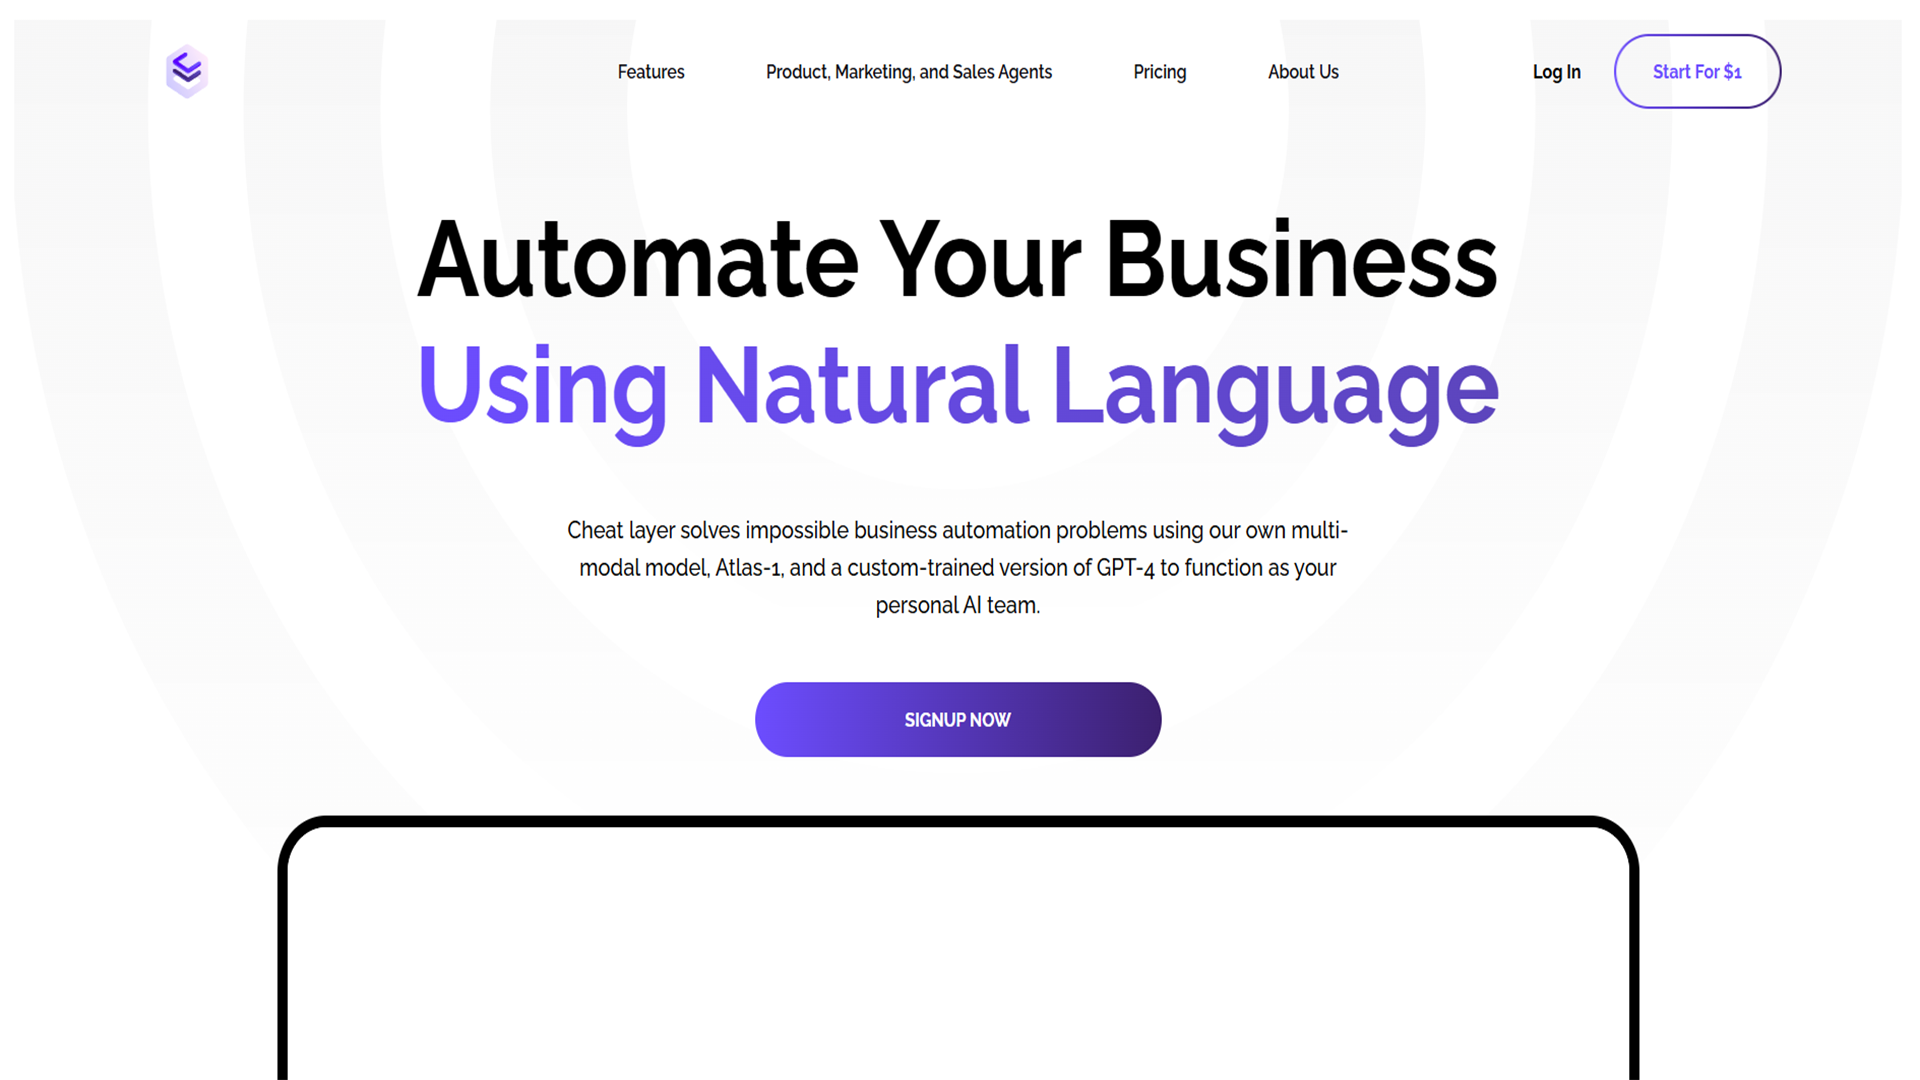 Features
Product, Marketing, and Sales Agents
Pricing
About Us
Log In
Start For $1
Automate Your Business
Using Natural Language
Cheat layer solves impossible business automation problems using our own multi-
modal model, Atlas-1, and a custom-trained version of GPT-4 to function as your
personal AI team.
SIGNUP NOW